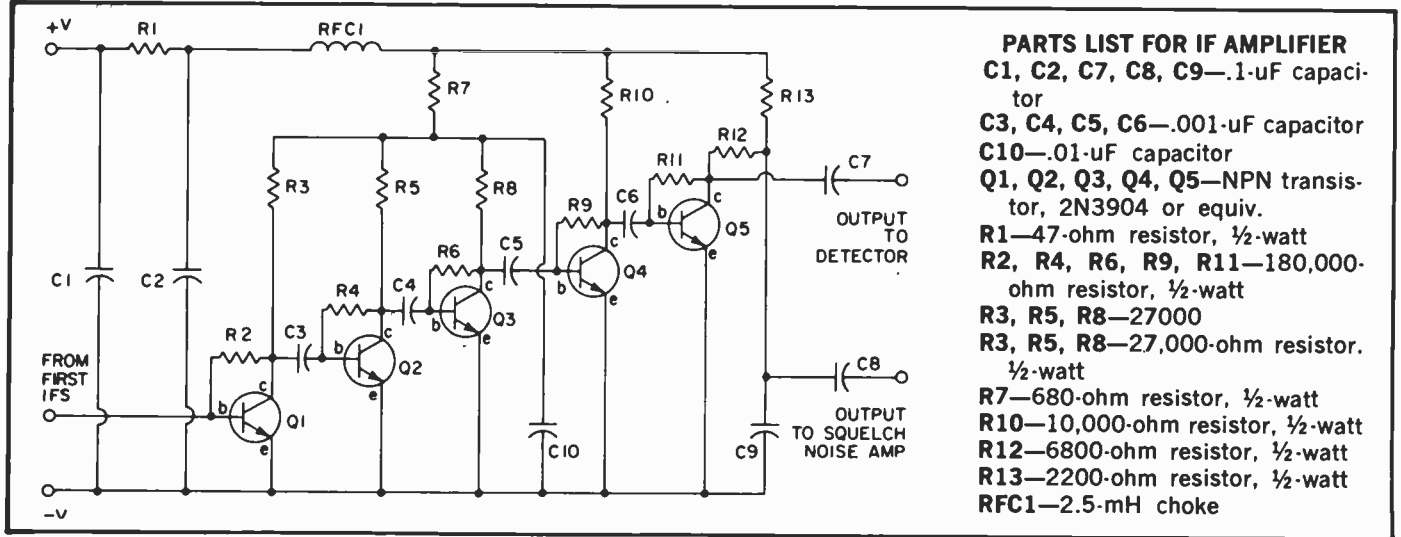 +V
R1
RFC1
R7
R10
R13
R12
R3
R5
R8
R11
C7
C6
R9
C5
b
c
Q5
e
OUTPUT
TO
DETECTOR
C1
C2
R6
C4
R4
b
c
Q4
e
b
c
Q3
e
R2
C3
b
c
Q2
e
FROM
FIRST
IFS
b
c
Q1
e
C8
OUTPUT
TO SQUELCH
NOISE AMP
C10
C9
-V
PARTS LIST FOR IF AMPLIFIER
C1, C2, C7, C8, C9—.1-uF capaci-
tor
C3, C4, C5, C6—.001-uF capacitor
C10—.01-uF capacitor
Q1, Q2, Q3, Q4, Q5—NPN transis-
tor, 2N3904 or equiv.
R1—47-ohm resistor, ½-watt
R2, R4, R6, R9, R11—180,000-
ohm resistor, ½-watt
R3, R5, R8—27000
R3, R5, R8—27,000-ohm resistor.
½-watt
R7—680-ohm resistor, ½-watt
R10—10,000-ohm resistor, ½-watt
R12—6800-ohm resistor, ½-watt
R13—2200-ohm resistor, ½-watt
RFC1—2.5-mH choke